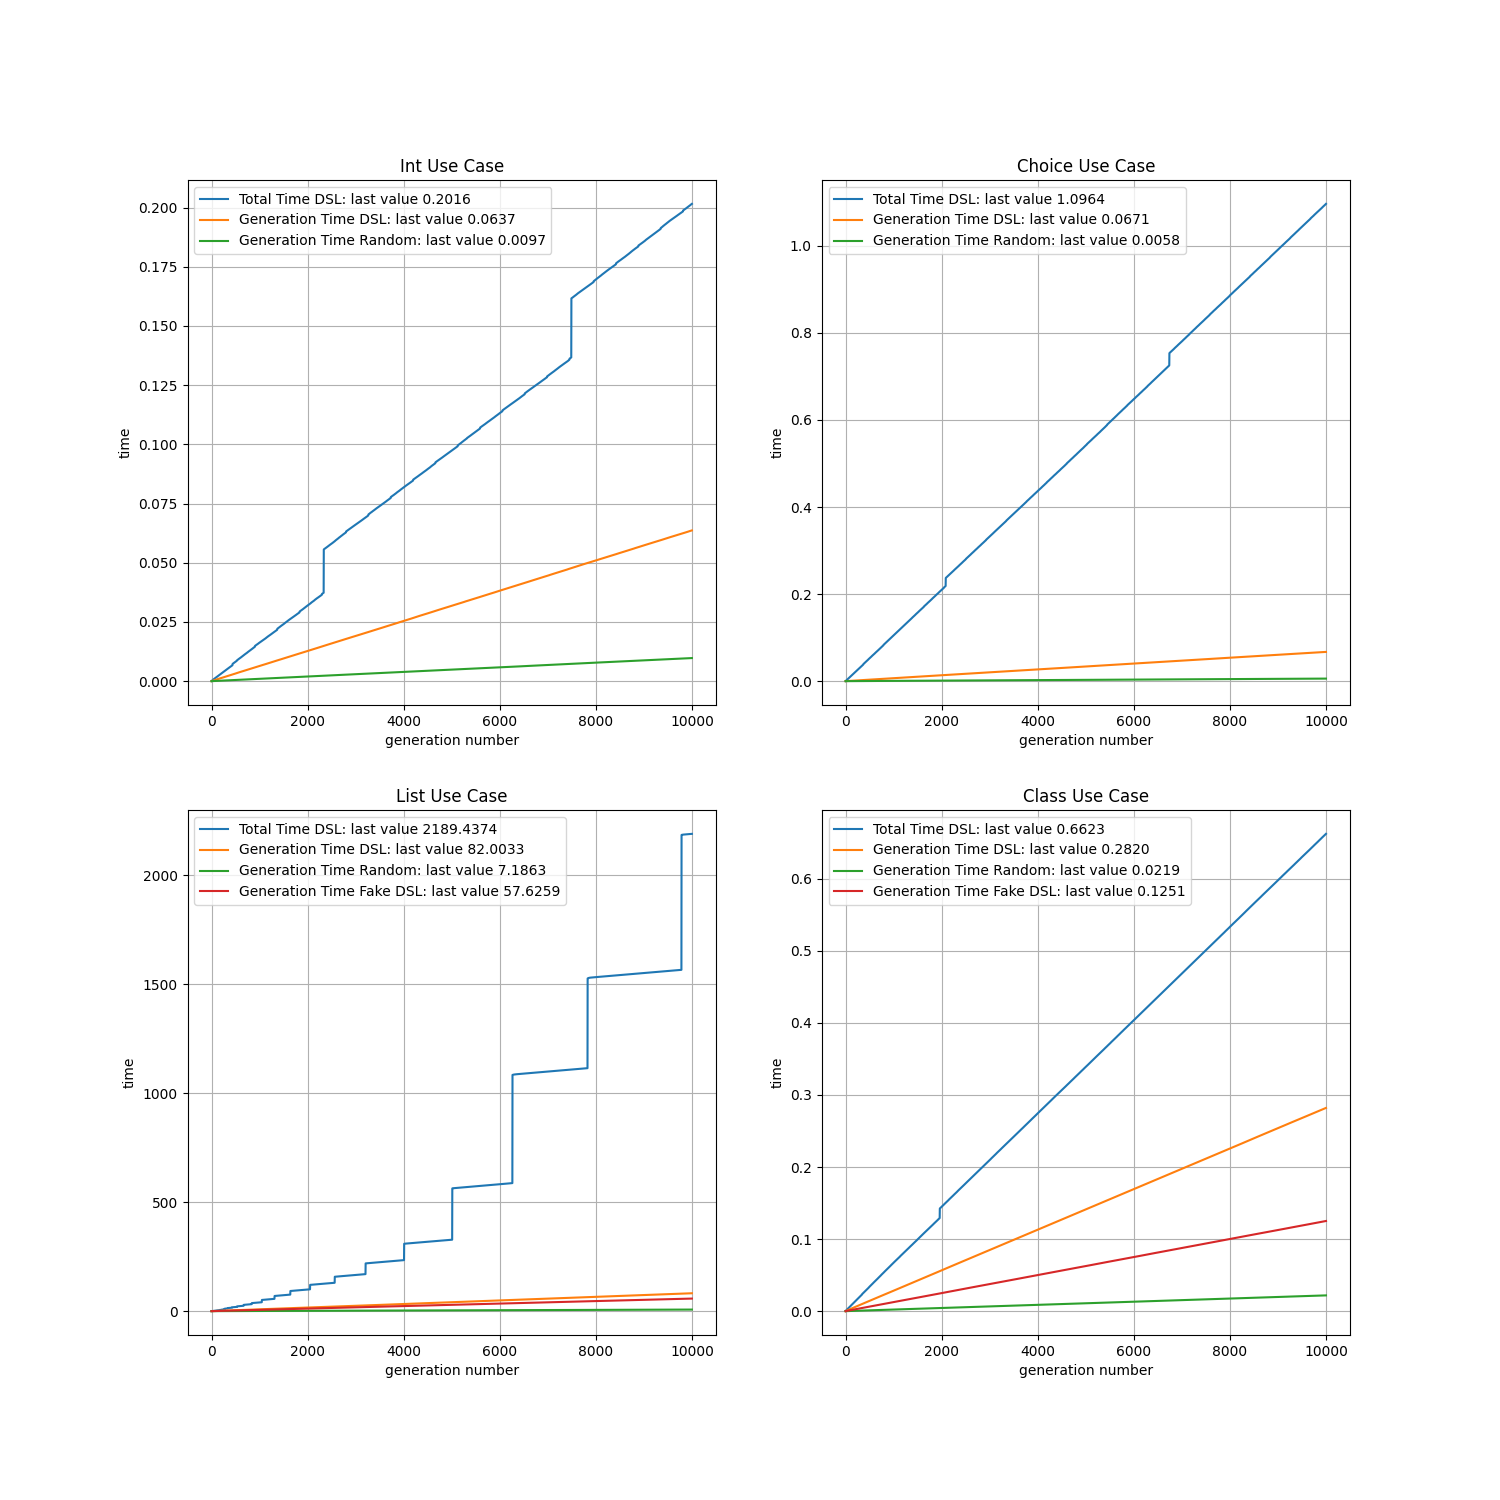 Int Use Case
Total Time DSL: last value 0.2016
Generation Time DSL: last value 0.0637
Generation Time Random: last value 0.0097
0.200
0.175
0.150
0.125
0.100
0.075
0.050
0.025
0.000
time
0 2000 4000 6000 8000 10000
generation number
Choice Use Case
Total Time DSL: last value 1.0964
Generation Time DSL: last value 0.0671
Generation Time Random: last value 0.0058
1.0
0.8
0.6
0.4
0.2
0.0
time
0 2000 4000 6000 8000 10000
generation number
List Use Case
Total Time DSL: last value 2189.4374
Generation Time DSL: last value 82.0033
Generation Time Random: last value 7.1863
Generation Time Fake DSL: last value 57.6259
2000
1500
1000
500
0
time
0 2000 4000 6000 8000 10000
generation number
Class Use Case
Total Time DSL: last value 0.6623
Generation Time DSL: last value 0.2820
Generation Time Random: last value 0.0219
Generation Time Fake DSL: last value 0.1251
0.6
0.5
0.4
0.3
0.2
0.1
0.0
time
0 2000 4000 6000 8000 10000
generation number